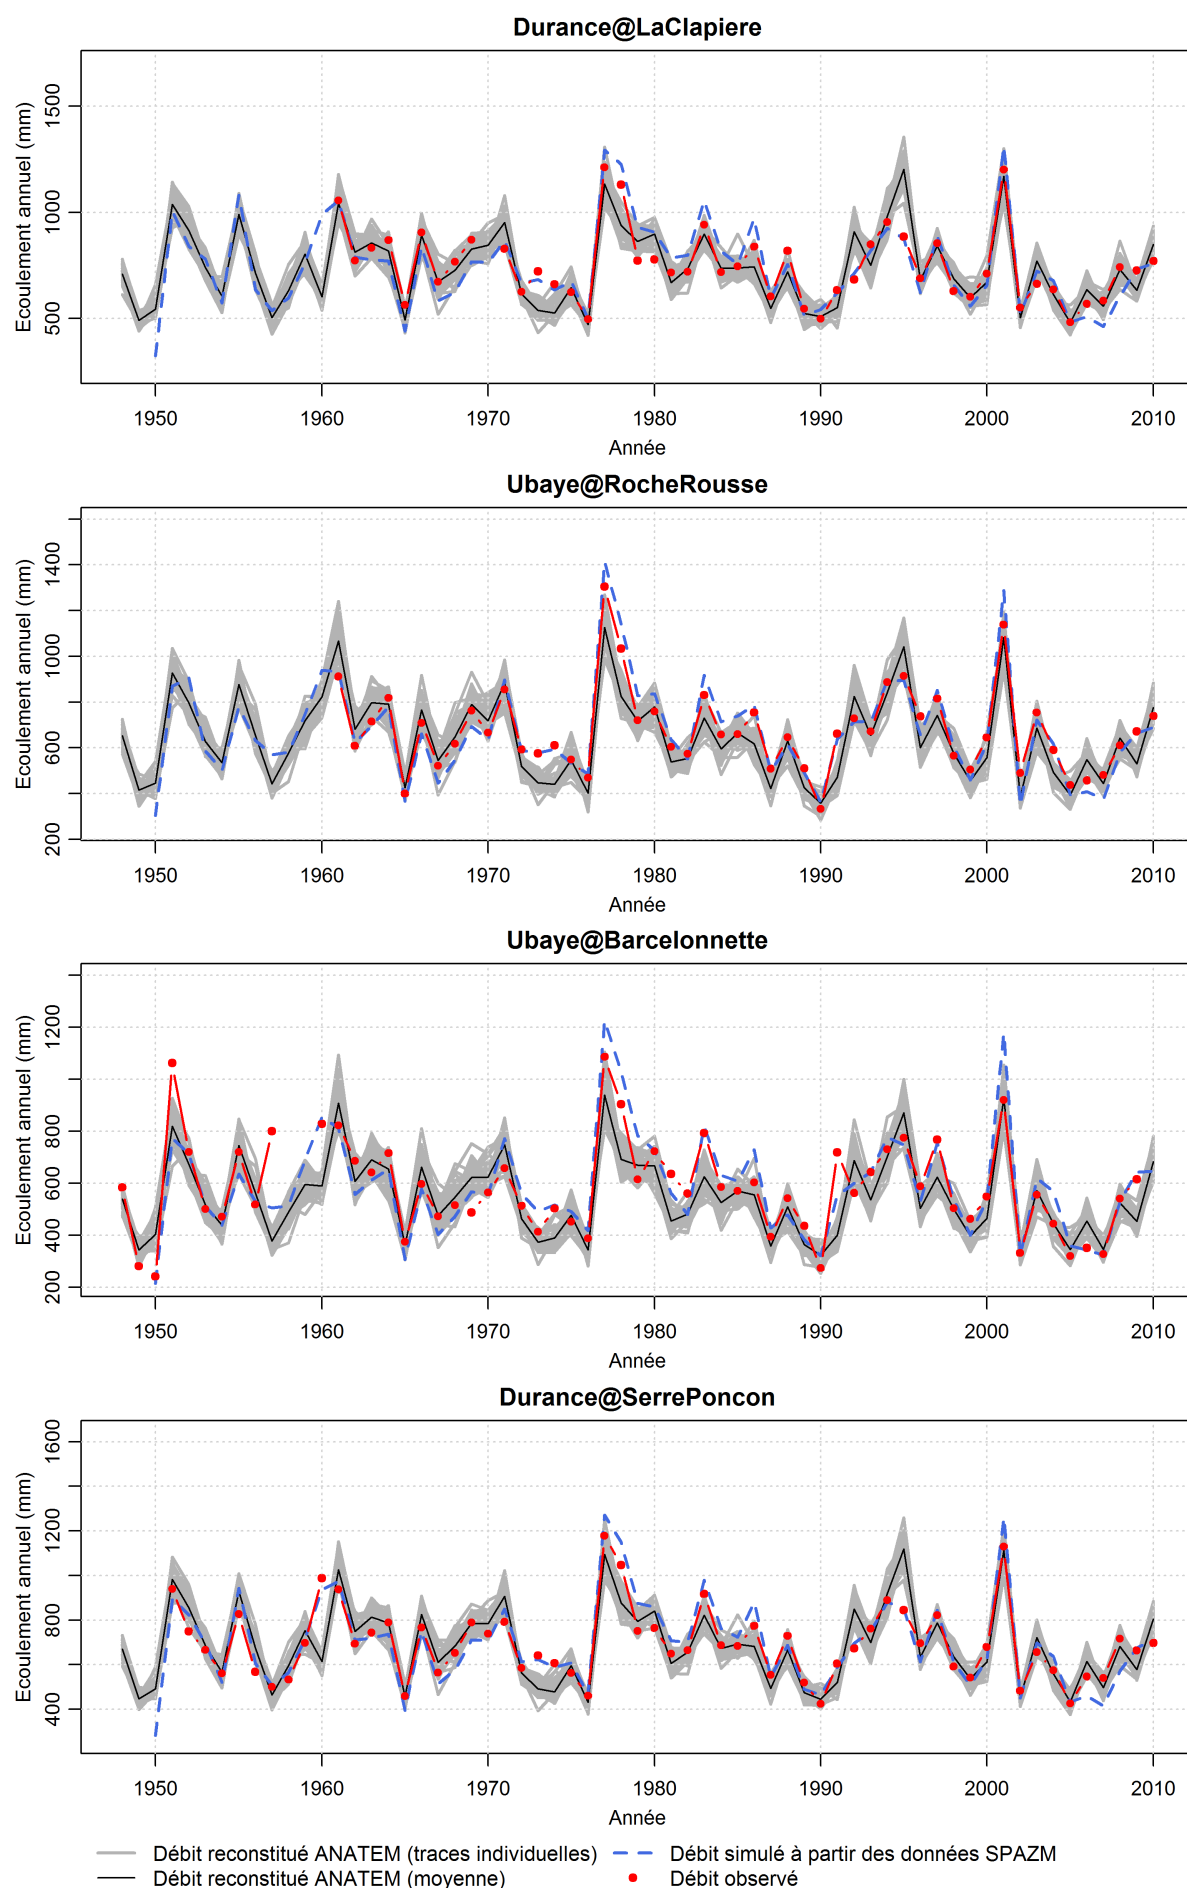 Durance@LaClapiere
Ecoulement annuel (mm)
1500
1000
500
1950 1960 1970 1980 1990 2000 2010
Année
Ubaye@RocheRousse
Ecoulement annuel (mm)
1400
1000
600
200
1950 1960 1970 1980 1990 2000 2010
Année
Ubaye@Barcelonnette
Ecoulement annuel (mm)
1200
800
600
400
200
1950 1960 1970 1980 1990 2000 2010
Année
Durance@SerrePoncon
Ecoulement annuel (mm)
1600
1200
800
400
1950 1960 1970 1980 1990 2000 2010
Année
Débit reconstitué ANATEM (traces individuelles)
Débit reconstitué ANATEM (moyenne)
Débit simulé à partir des données SPAZM
Débit observé